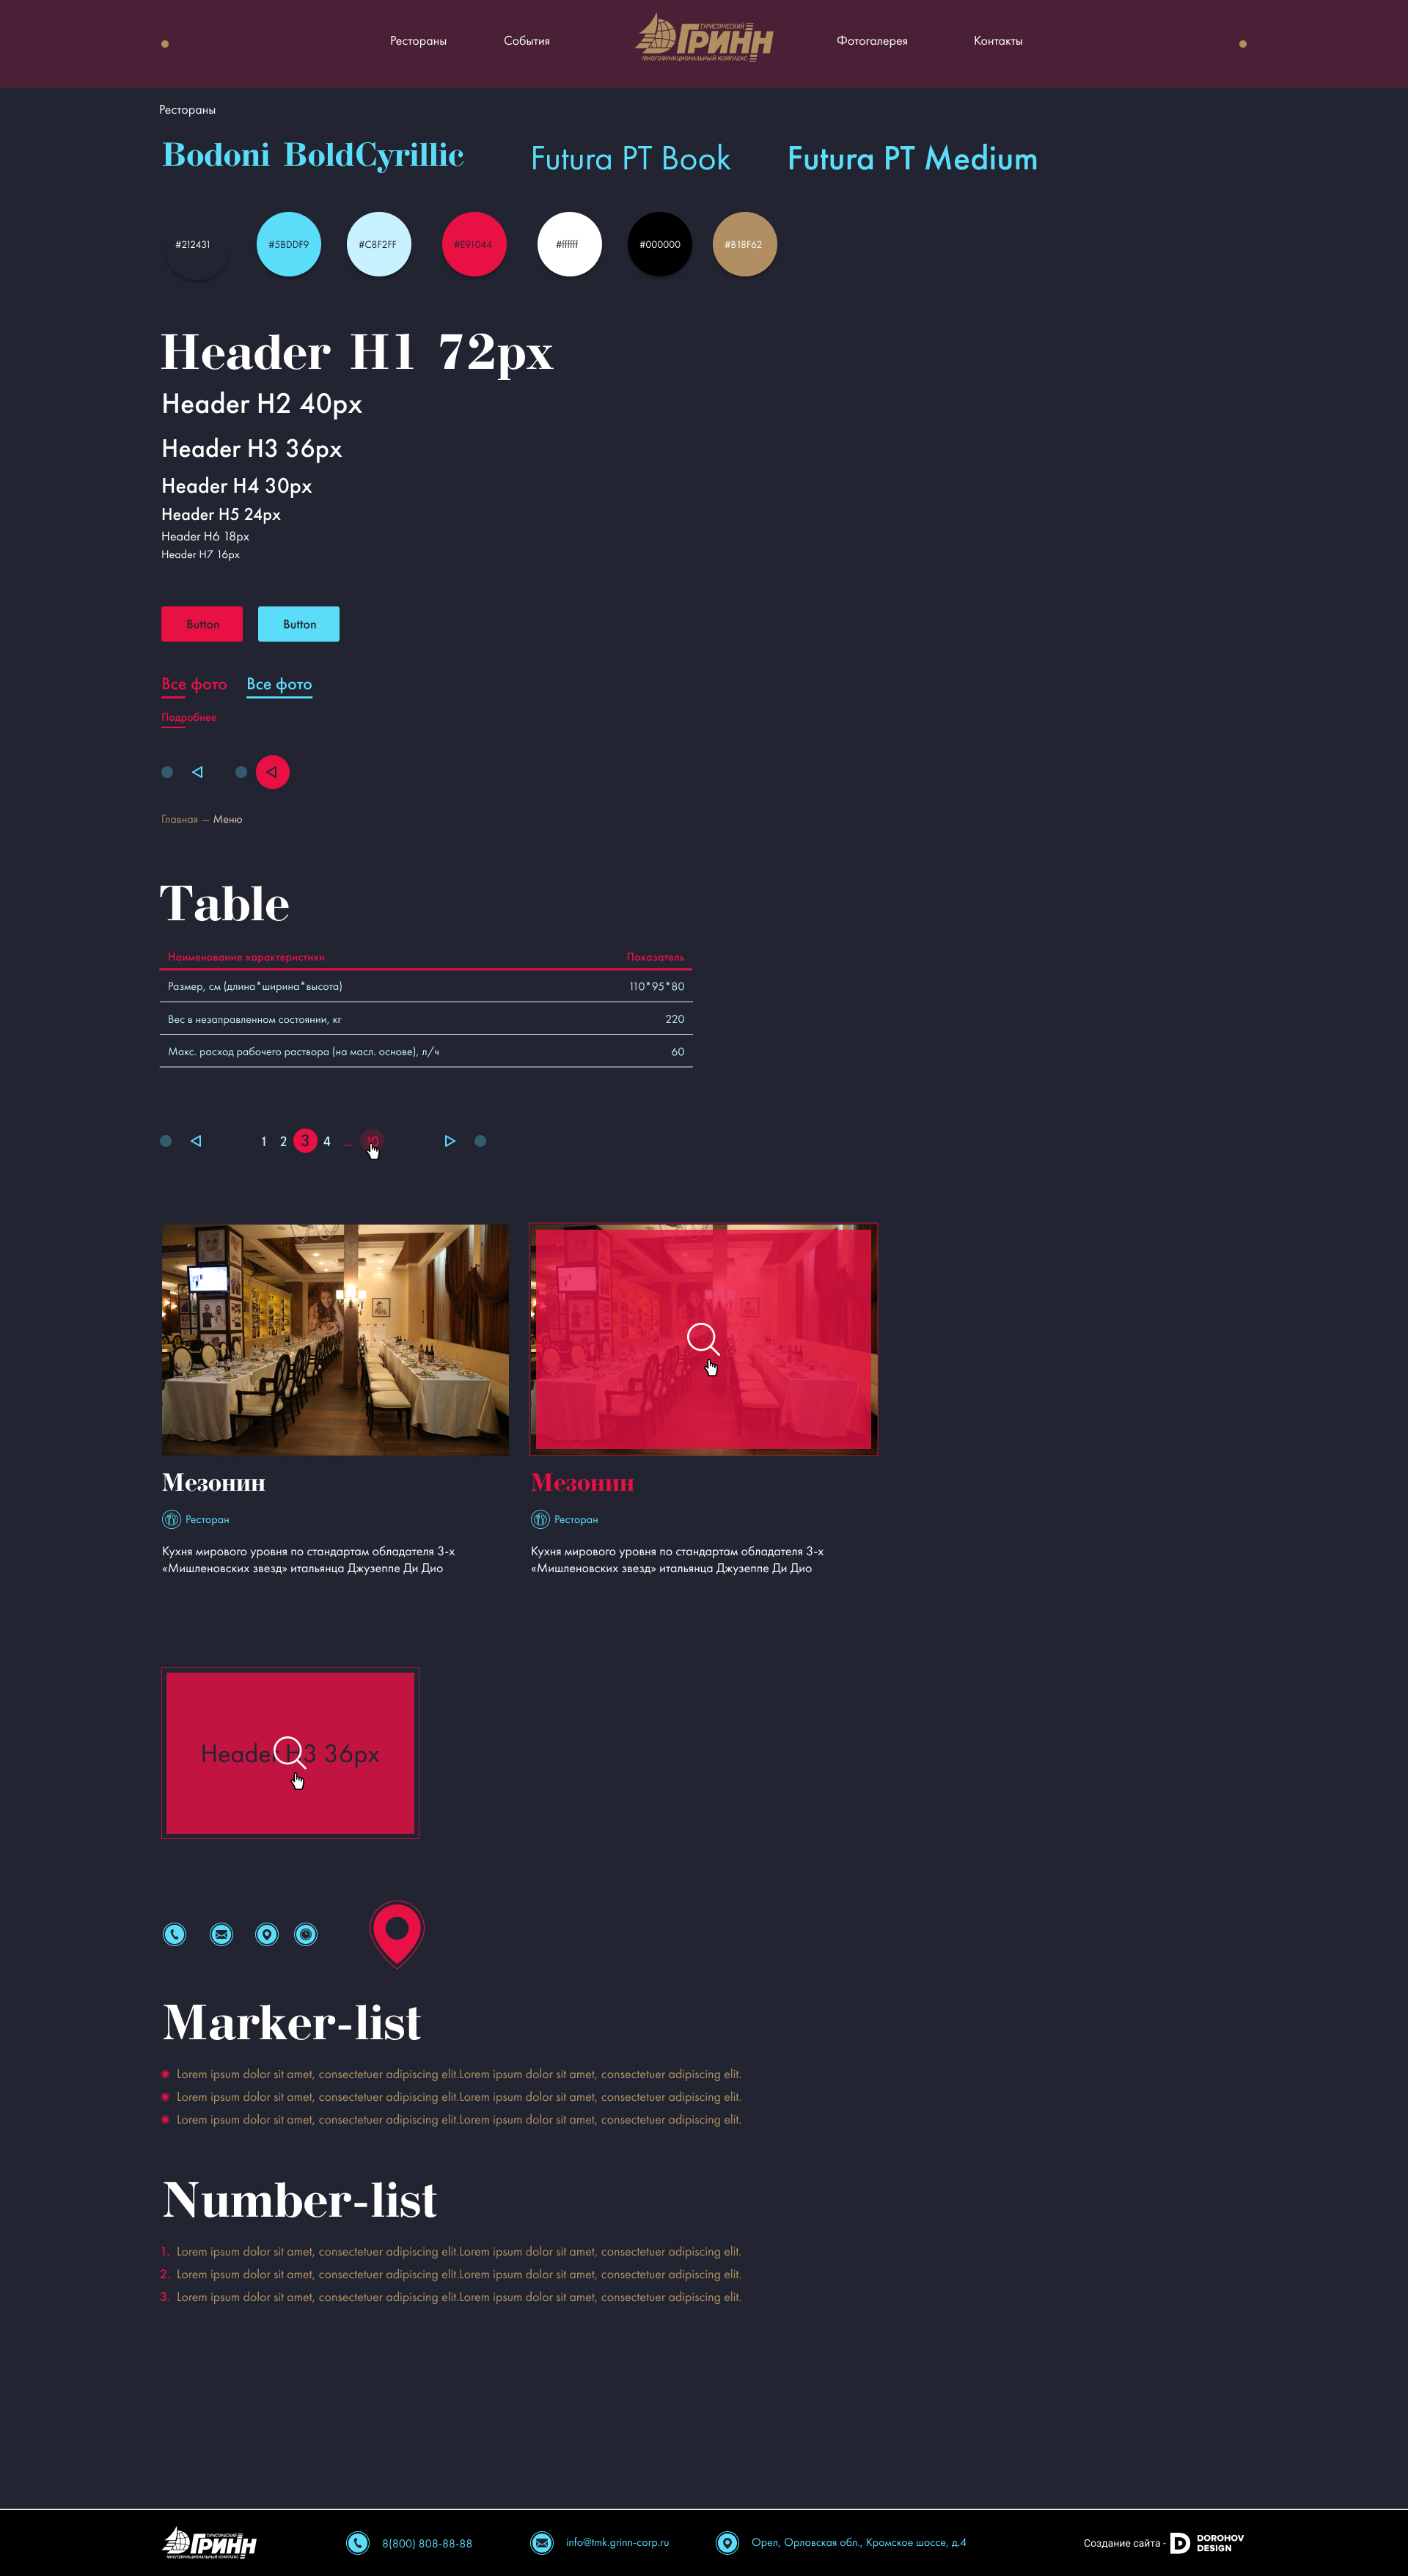 Рестораны
События
ТУРИСТИЧЕСКИЙ
ГРИНН
МНОГОФУНКЦИОНАЛЬНЫЙ КОМПЛЕКС
Фотогалерея
Контакты
Рестораны
Bodoni BoldCyrillic
Futura PT Book
Futura PT Medium
#212431
#5BDDF9
#C8F2FF
#E91044
#ffffff
#000000
#B18F62
Header H1 72px
Header H2 40px
Header H3 36px
Header H4 30px
Header H5 24px
Header H6 18px
Header H7 16px
Button
Button
Все фото
Все фото
Подробнее
Главная — Меню
Table
Наименование характеристики
Показатель
Размер, см (длина*ширина*высота)
110*95*80
Вес в незаправленном состоянии, кг
220
Макс. расход рабочего раствора (на масл. основе), л/ч
60
1 2 3 4 ... 10
Мезонин
Ресторан
Кухня мирового уровня по стандартам обладателя 3-х
«Мишленовских звезд» итальянца Джузеппе Ди Дио
Мезонин
Ресторан
Кухня мирового уровня по стандартам обладателя 3-х
«Мишленовских звезд» итальянца Джузеппе Ди Дио
Header H3 36px
Marker-list
Lorem ipsum dolor sit amet, consectetuer adipiscing elit.Lorem ipsum dolor sit amet, consectetuer adipiscing elit.
Lorem ipsum dolor sit amet, consectetuer adipiscing elit.Lorem ipsum dolor sit amet, consectetuer adipiscing elit.
Lorem ipsum dolor sit amet, consectetuer adipiscing elit.Lorem ipsum dolor sit amet, consectetuer adipiscing elit.
Number-list
1. Lorem ipsum dolor sit amet, consectetuer adipiscing elit.Lorem ipsum dolor sit amet, consectetuer adipiscing elit.
2. Lorem ipsum dolor sit amet, consectetuer adipiscing elit.Lorem ipsum dolor sit amet, consectetuer adipiscing elit.
3. Lorem ipsum dolor sit amet, consectetuer adipiscing elit.Lorem ipsum dolor sit amet, consectetuer adipiscing elit.
ТУРИСТИЧЕСКИЙ
ГРИНН
МНОГОФУНКЦИОНАЛЬНЫЙ КОМПЛЕКС
8(800) 808-88-88
info@tmk.grinn-corp.ru
Орел, Орловская обл., Кромское шоссе, д.4
Создание сайта -
DOROHOV
DESIGN